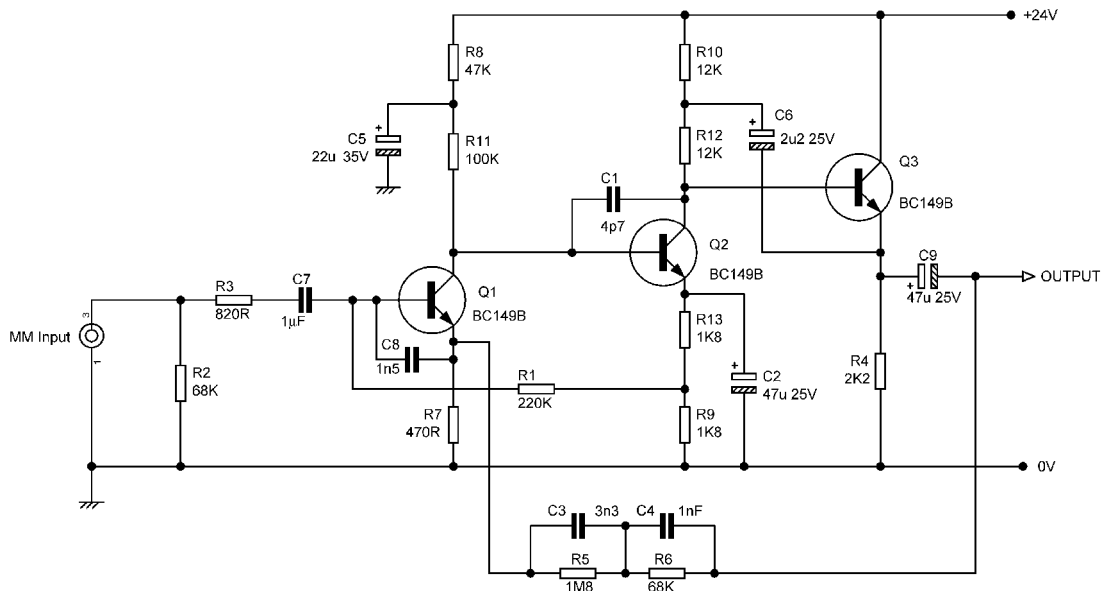 +24V
R8
47K
R10
12K
C5
22u 35V
R11
100K
R12
12K
C6
2u2 25V
Q3
BC149B
C1
4p7
Q2
BC149B
R3
820R
C7
1µF
Q1
BC149B
C9
47u 25V
OUTPUT
MM Input
3
1
R2
68K
C8
1n5
R1
220K
R13
1K8
C2
47u 25V
R4
2K2
R7
470R
R9
1K8
0V
C3
3n3
C4
1nF
R5
1M8
R6
68K